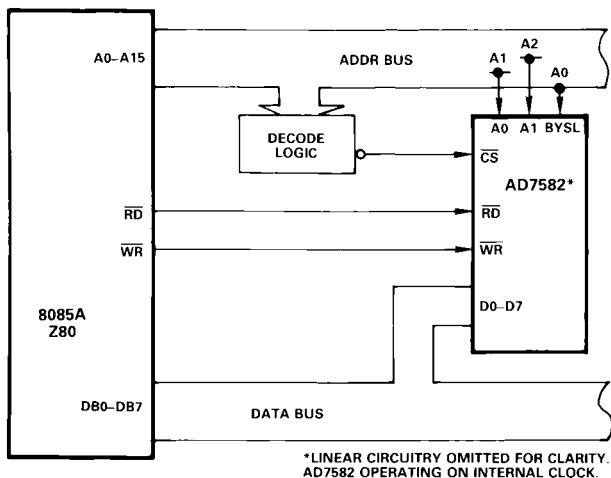 A0–A15
ADDR BUS
A1
A2
A0
A0 A1 BYSL
DECODE
LOGIC
CS
AD7582*
RD
RD
WR
WR
8085A
Z80
D0–D7
DB0–DB7
DATA BUS
*LINEAR CIRCUITRY OMITTED FOR CLARITY.
AD7582 OPERATING ON INTERNAL CLOCK.